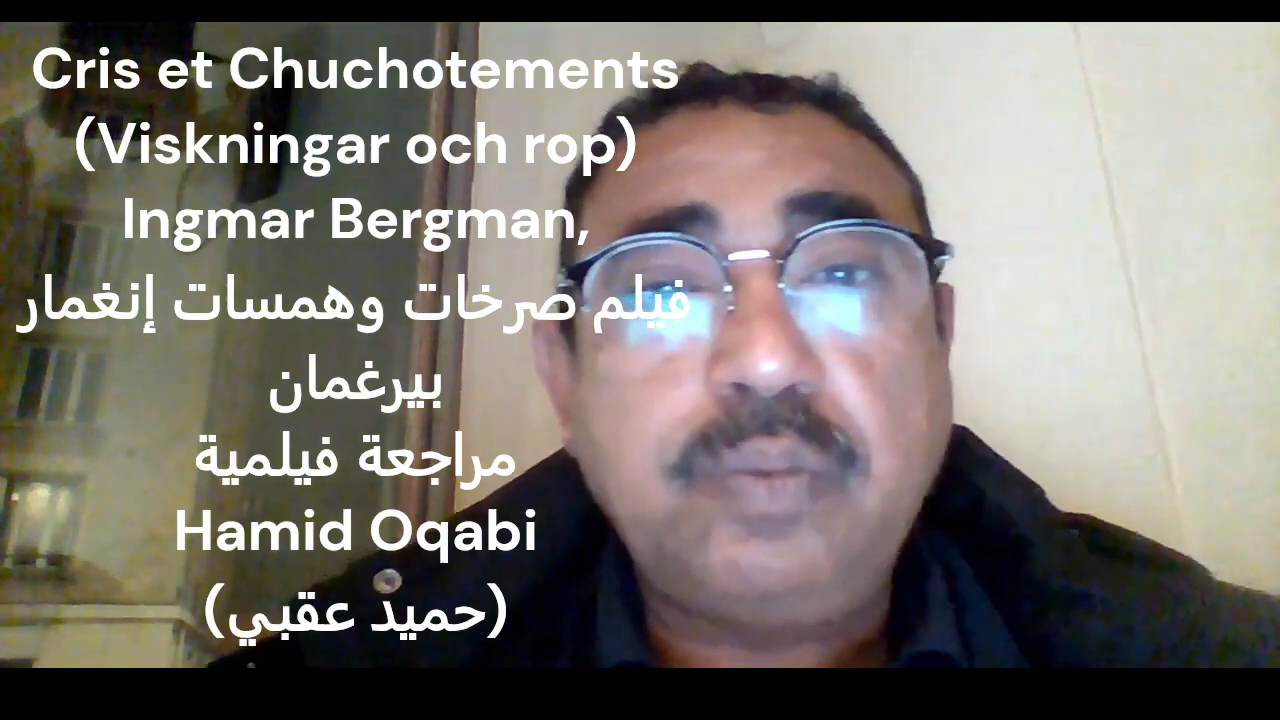 Cris et Chuchotements
(Viskningar och rop)
Ingmar Bergman,
فيلم صرخات وهمسات إنغمار
بيرغمان
مراجعة فيلمية
Hamid Oqabi
(حميد عقبي)